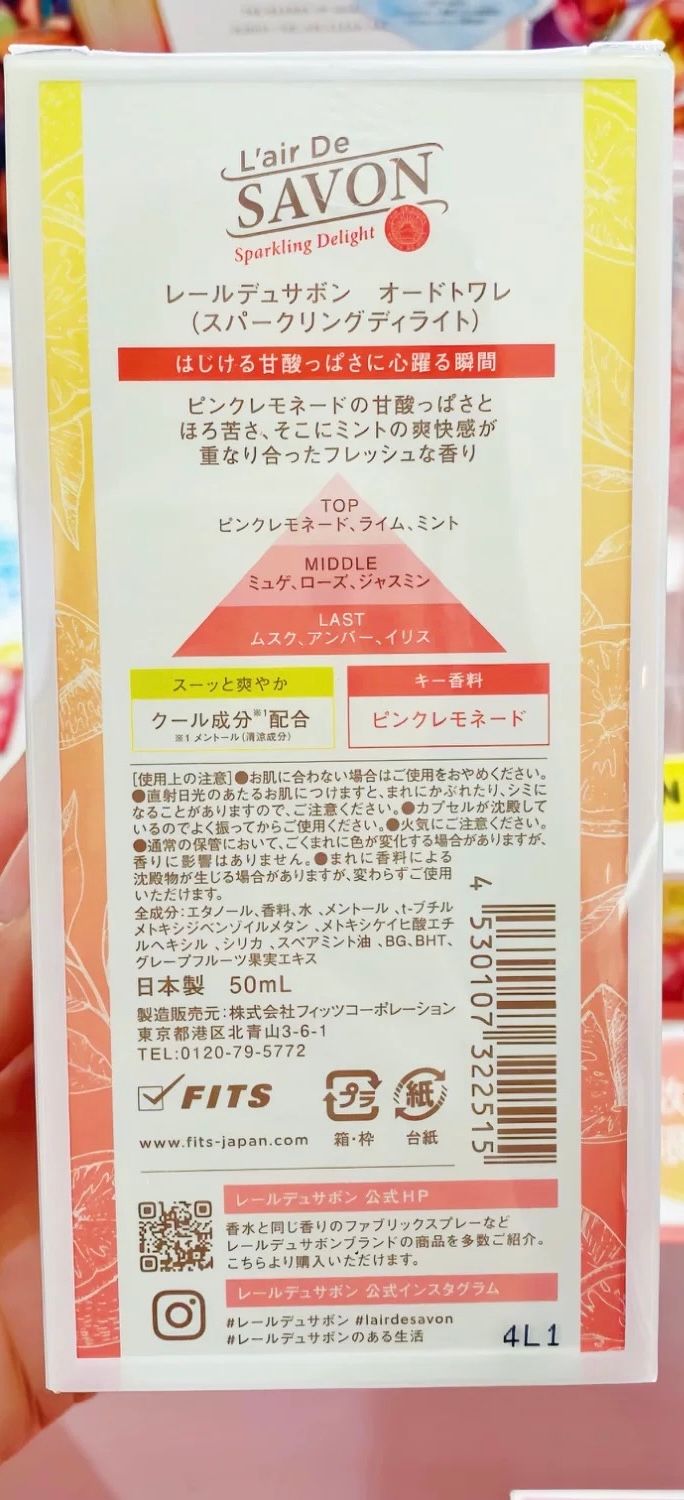 L'air De
SAVON
Sparkling Delight
レールデュサボン　オードトワレ
（スパークリングディライト）
はじける甘酸っぱさに心躍る瞬間
ピンクレモネードの甘酸っぱさと
ほろ苦さ、そこにミントの爽快感が
重なり合ったフレッシュな香り
TOP
ピンクレモネード、ライム、ミント
MIDDLE
ミュゲ、ローズ、ジャスミン
LAST
ムスク、アンバー、イリス
スーッと爽やか
クール成分※1配合
※1 メントール（清涼成分）
キー香料
ピンクレモネード
[使用上の注意]●お肌に合わない場合はご使用をおやめください。
●直射日光のあたるお肌につけますと、まれにかぶれたり、シミに
なることがありますので、ご注意ください。●カプセルが沈殿して
いるのでよく振ってからご使用ください。●火気にご注意ください。
●通常の保管において、ごくまれに色が変化する場合がありますが、
香りに影響はありません。●まれに香料による
沈殿物が生じる場合がありますが、変わらずご使用
いただけます。
全成分：エタノール、香料、水、メントール、t-ブチル
メトキシジベンゾイルメタン、メトキシケイヒ酸エチ
ルヘキシル、シリカ、スペアミント油、BG、BHT、
グレープフルーツ果実エキス
日本製　50mL
製造販売元：株式会社フィッツコーポレーション
東京都港区北青山3-6-1
TEL:0120-79-5772
FITS
プラ
箱・枠
紙
台紙
www.fits-japan.com
4 530107 322515
レールデュサボン 公式HP
香水と同じ香りのファブリックスプレーなど
レールデュサボンブランドの商品を多数ご紹介。
こちらより購入いただけます。
レールデュサボン 公式インスタグラム
#レールデュサボン #lairdesavon
#レールデュサボンのある生活
4L1